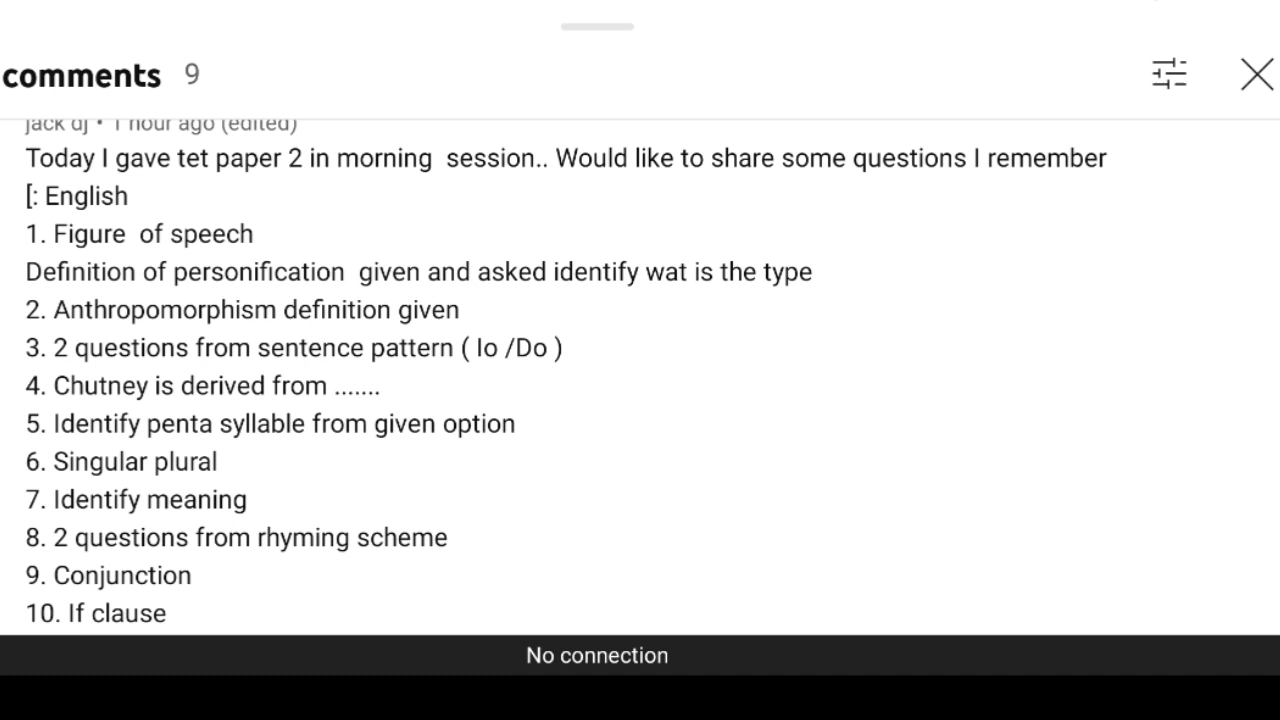 comments 9
jack dj • 1 hour ago (edited)
Today I gave tet paper 2 in morning session.. Would like to share some questions I remember
[: English
1. Figure of speech
Definition of personification given and asked identify wat is the type
2. Anthropomorphism definition given
3. 2 questions from sentence pattern ( Io /Do )
4. Chutney is derived from .......
5. Identify penta syllable from given option
6. Singular plural
7. Identify meaning
8. 2 questions from rhyming scheme
9. Conjunction
10. If clause
No connection